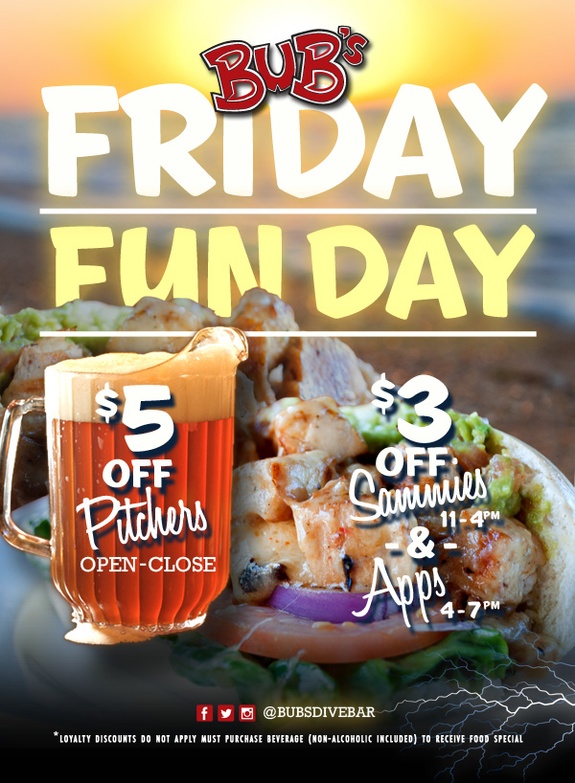 BUB'S
FRIDAY
FUN DAY
$5
OFF
Pitchers
OPEN-CLOSE
$3
OFF
Sammies
11-4PM
-&-
Apps
4-7PM
@BUBSDIVEBAR
*LOYALTY DISCOUNTS DO NOT APPLY MUST PURCHASE BEVERAGE (NON-ALCOHOLIC INCLUDED) TO RECEIVE FOOD SPECIAL